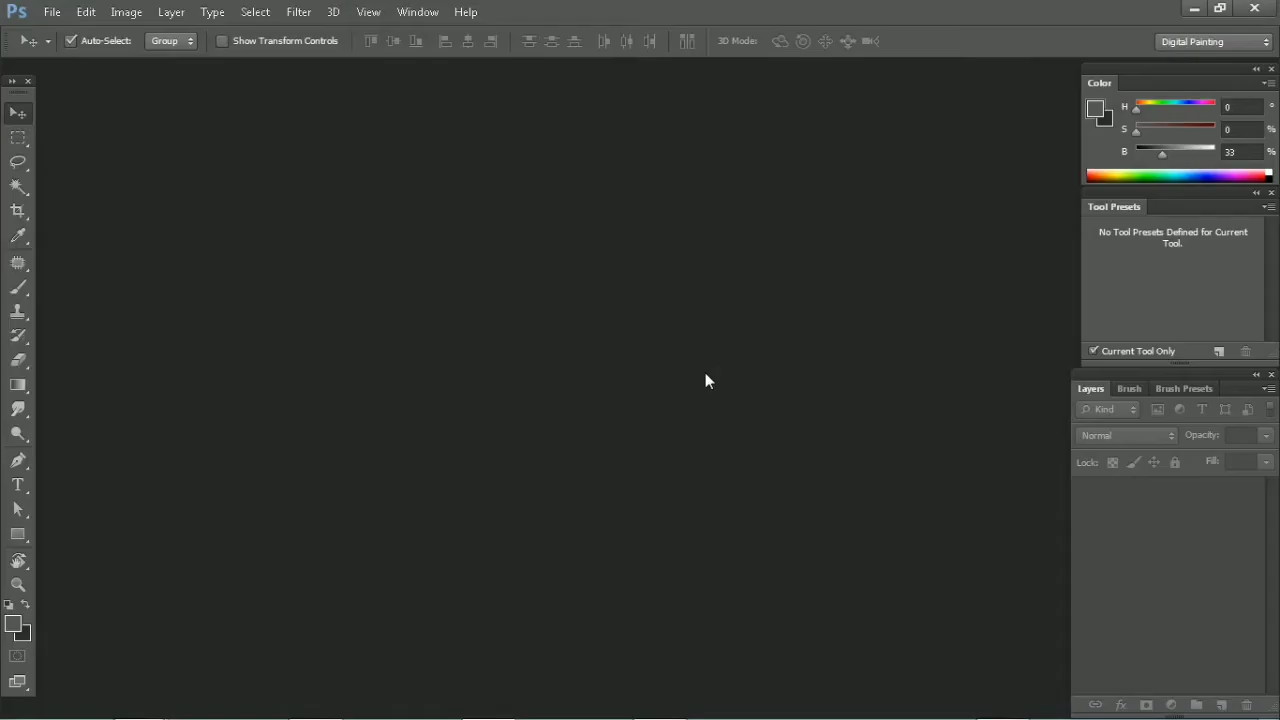 Ps File Edit Image Layer Type Select Filter 3D View Window Help
Auto-Select: Group Show Transform Controls 3D Mode: Digital Painting
Color
H 0 °
S 0 %
B 33 %
Tool Presets
No Tool Presets Defined for Current
Tool.
Current Tool Only
Layers Brush Brush Presets
Kind T
Normal Opacity:
Lock: Fill:
T
fx